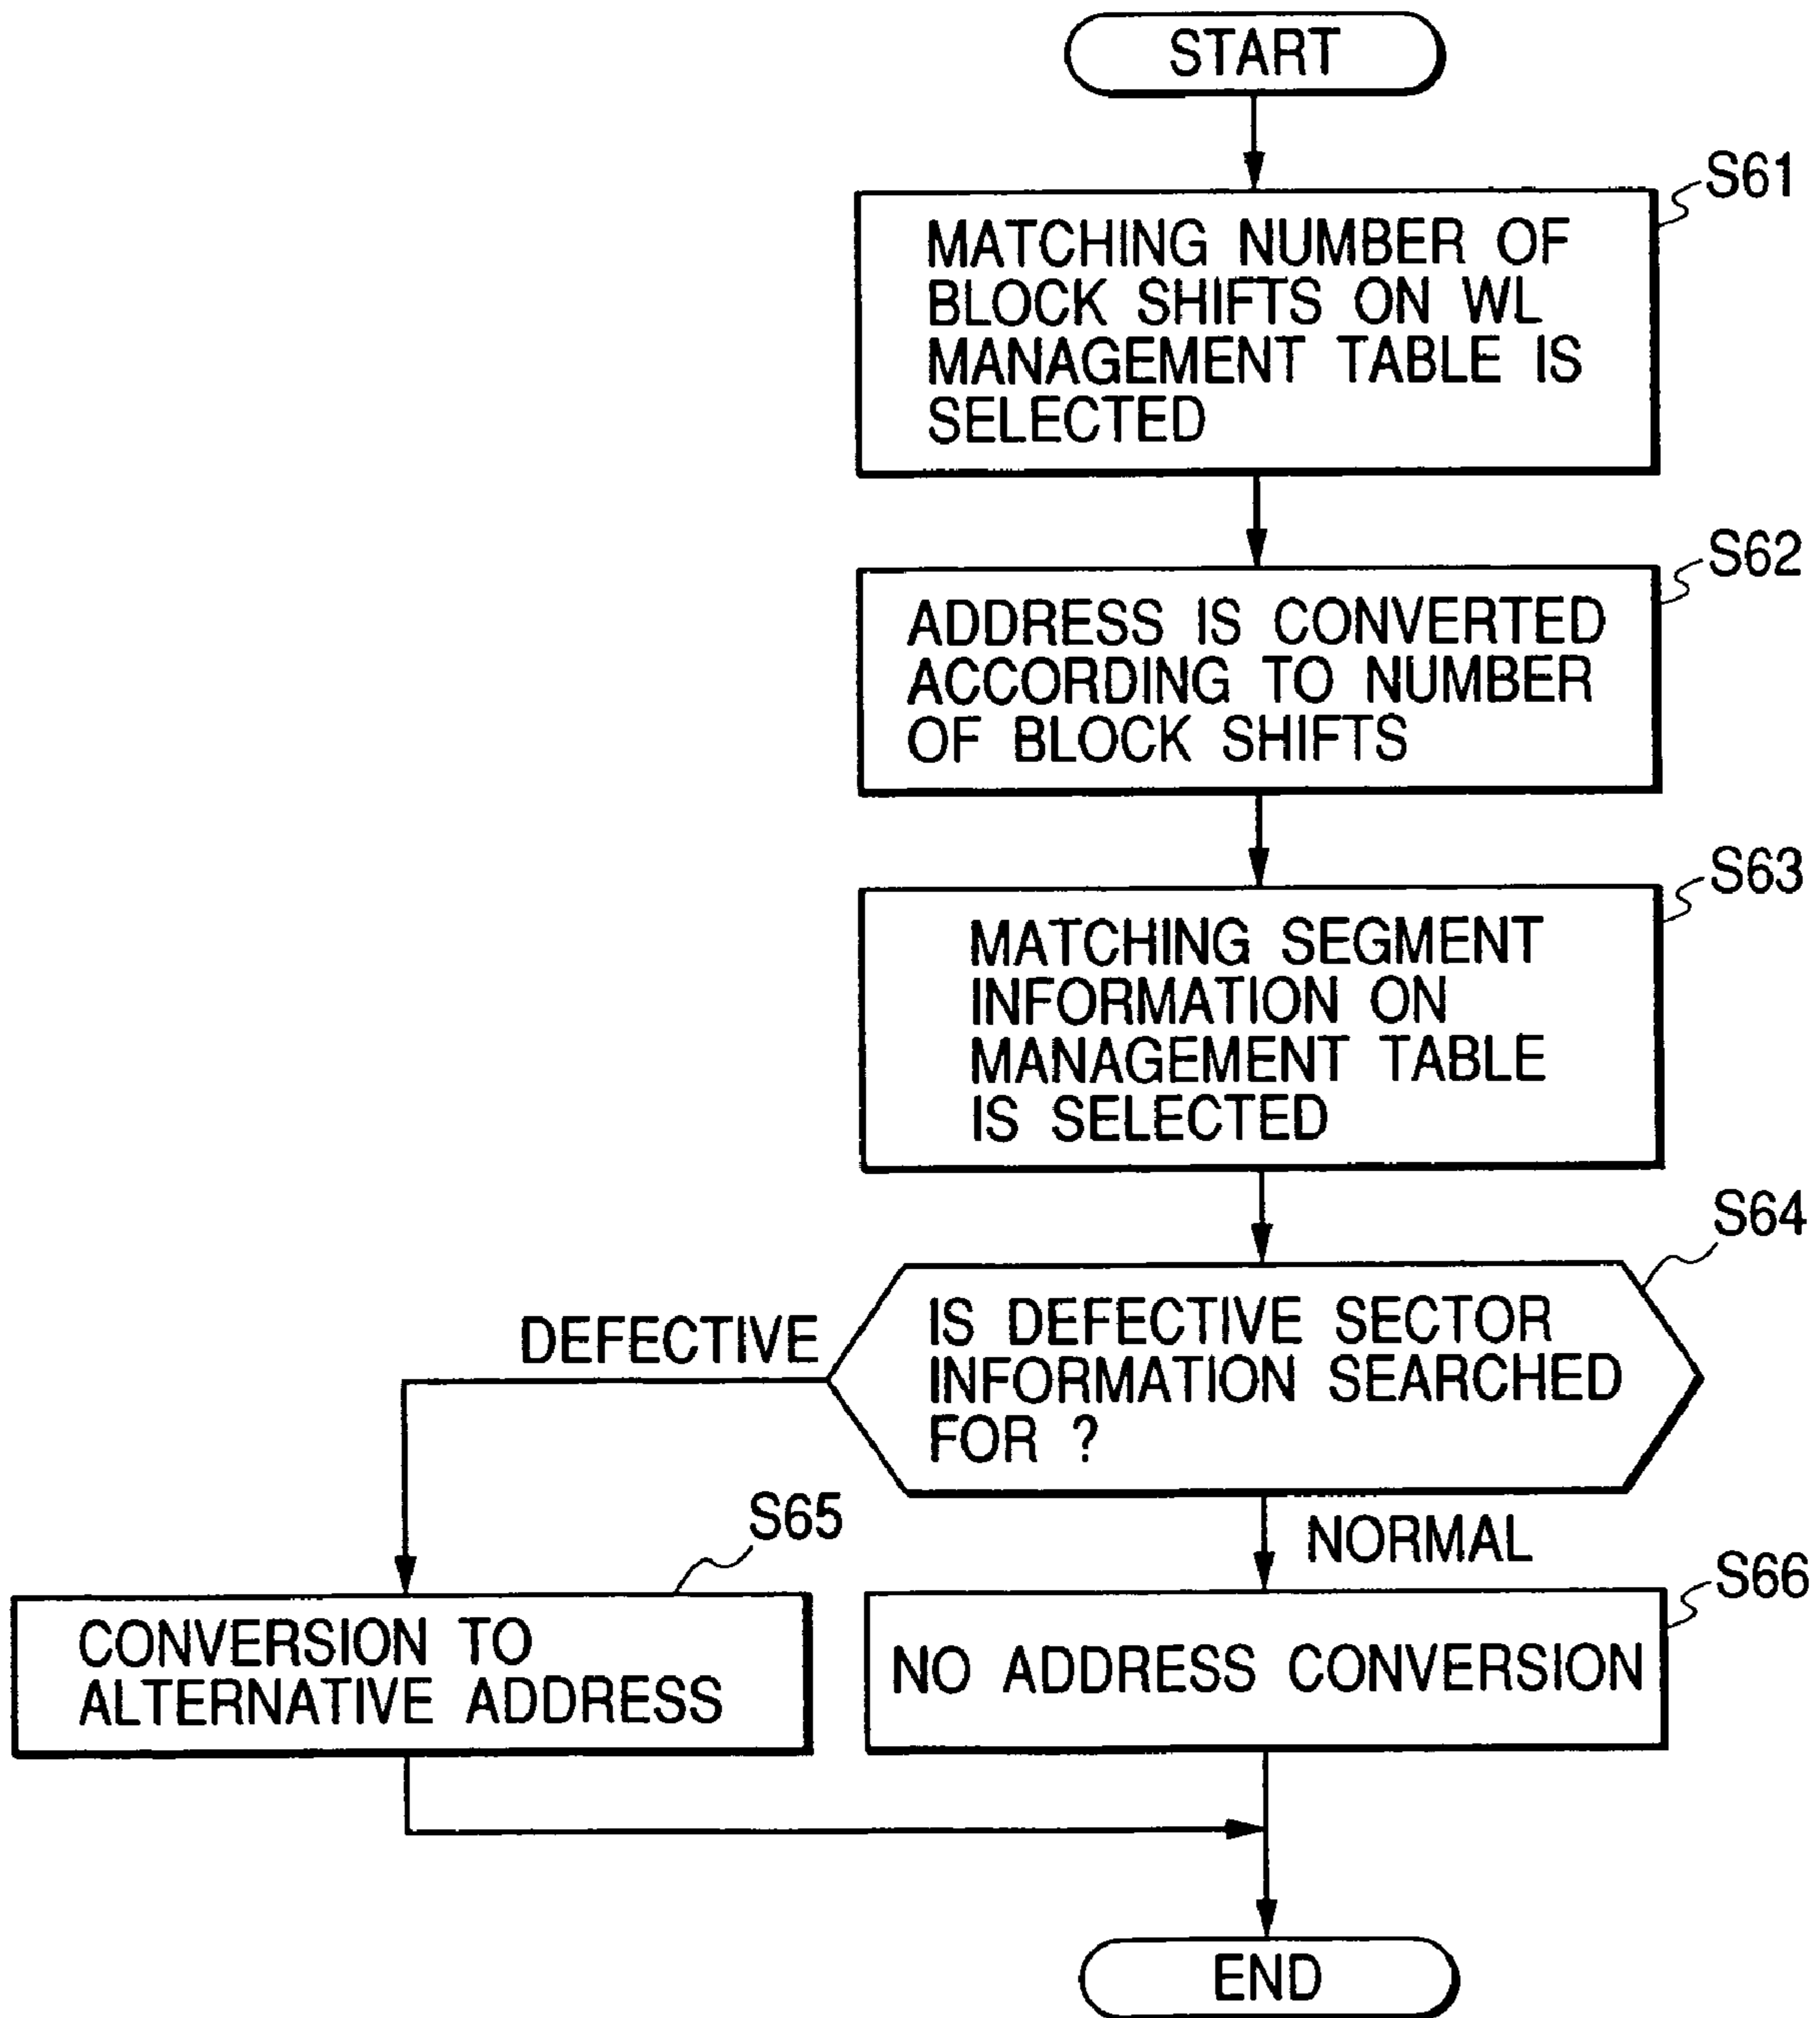 START
S61
MATCHING NUMBER OF
BLOCK SHIFTS ON WL
MANAGEMENT TABLE IS
SELECTED
S62
ADDRESS IS CONVERTED
ACCORDING TO NUMBER
OF BLOCK SHIFTS
S63
MATCHING SEGMENT
INFORMATION ON
MANAGEMENT TABLE
IS SELECTED
S64
IS DEFECTIVE SECTOR
INFORMATION SEARCHED
FOR ?
DEFECTIVE
NORMAL
S65
CONVERSION TO
ALTERNATIVE ADDRESS
S66
NO ADDRESS CONVERSION
END